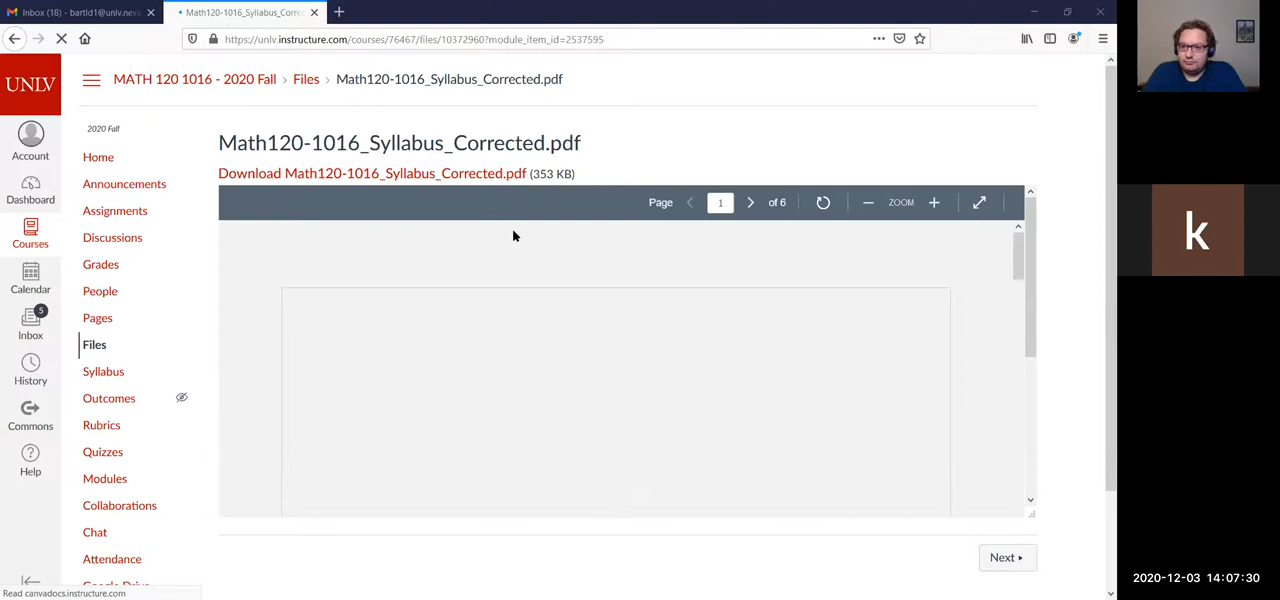 Inbox (18) - bartld1@unlv.nev
Math120-1016_Syllabus_Correc
https://unlv.instructure.com/courses/76467/files/10372960?module_item_id=2537595
UNLV
MATH 120 1016 - 2020 Fall › Files › Math120-1016_Syllabus_Corrected.pdf
Account
Dashboard
Courses
Calendar
5
Inbox
History
Commons
Help
2020 Fall
Home
Announcements
Assignments
Discussions
Grades
People
Pages
Files
Syllabus
Outcomes
Rubrics
Quizzes
Modules
Collaborations
Chat
Attendance
Google Drive
Math120-1016_Syllabus_Corrected.pdf
Download Math120-1016_Syllabus_Corrected.pdf (353 KB)
Page 1 of 6 ZOOM
Next
Read canvadocs.instructure.com
k
2020-12-03 14:07:30